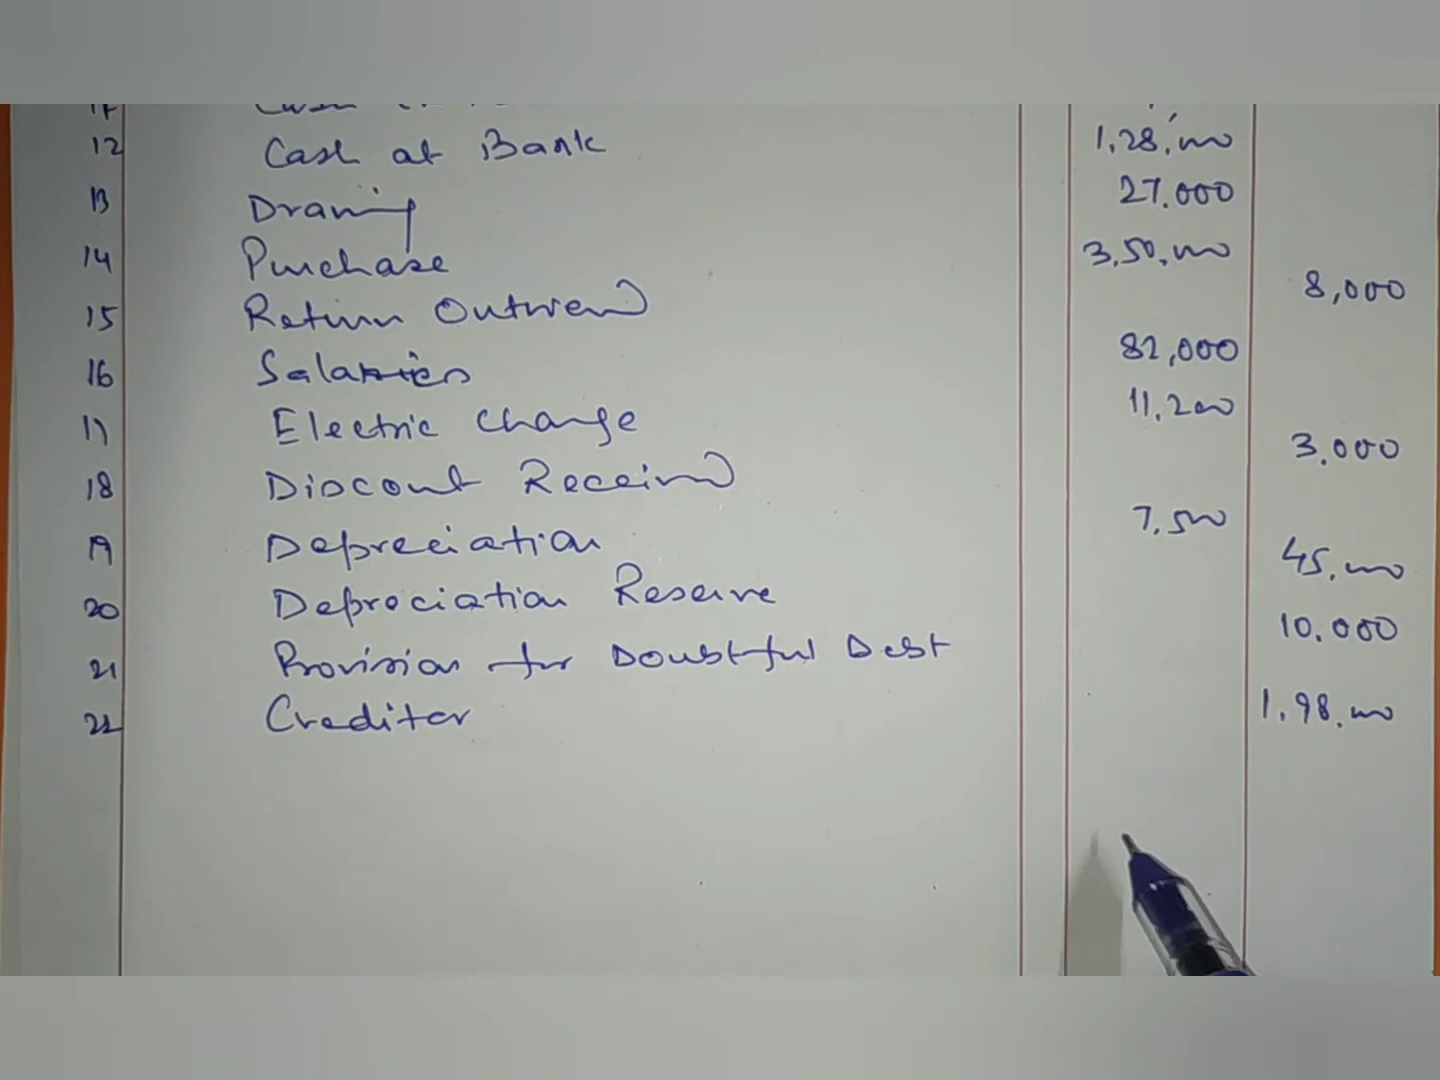 12 Cash at Bank 1,28,000
13 Drawing 27.000
14 Purchase 3,50,000
15 Return Outward 8,000
16 Salaries 82,000
17 Electric Charge 11,200
18 Discount Received 3.000
19 Depreciation 7,500
20 Depreciation Reserve 45,000
21 Provision for Doubtful Debt 10.000
22 Creditor 1,98,000